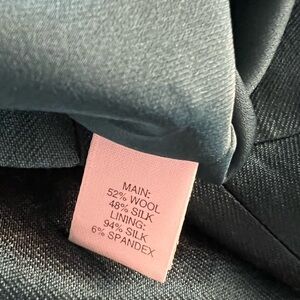 MAIN:
52% WOOL
48% SILK
LINING:
94% SILK
6% SPANDEX